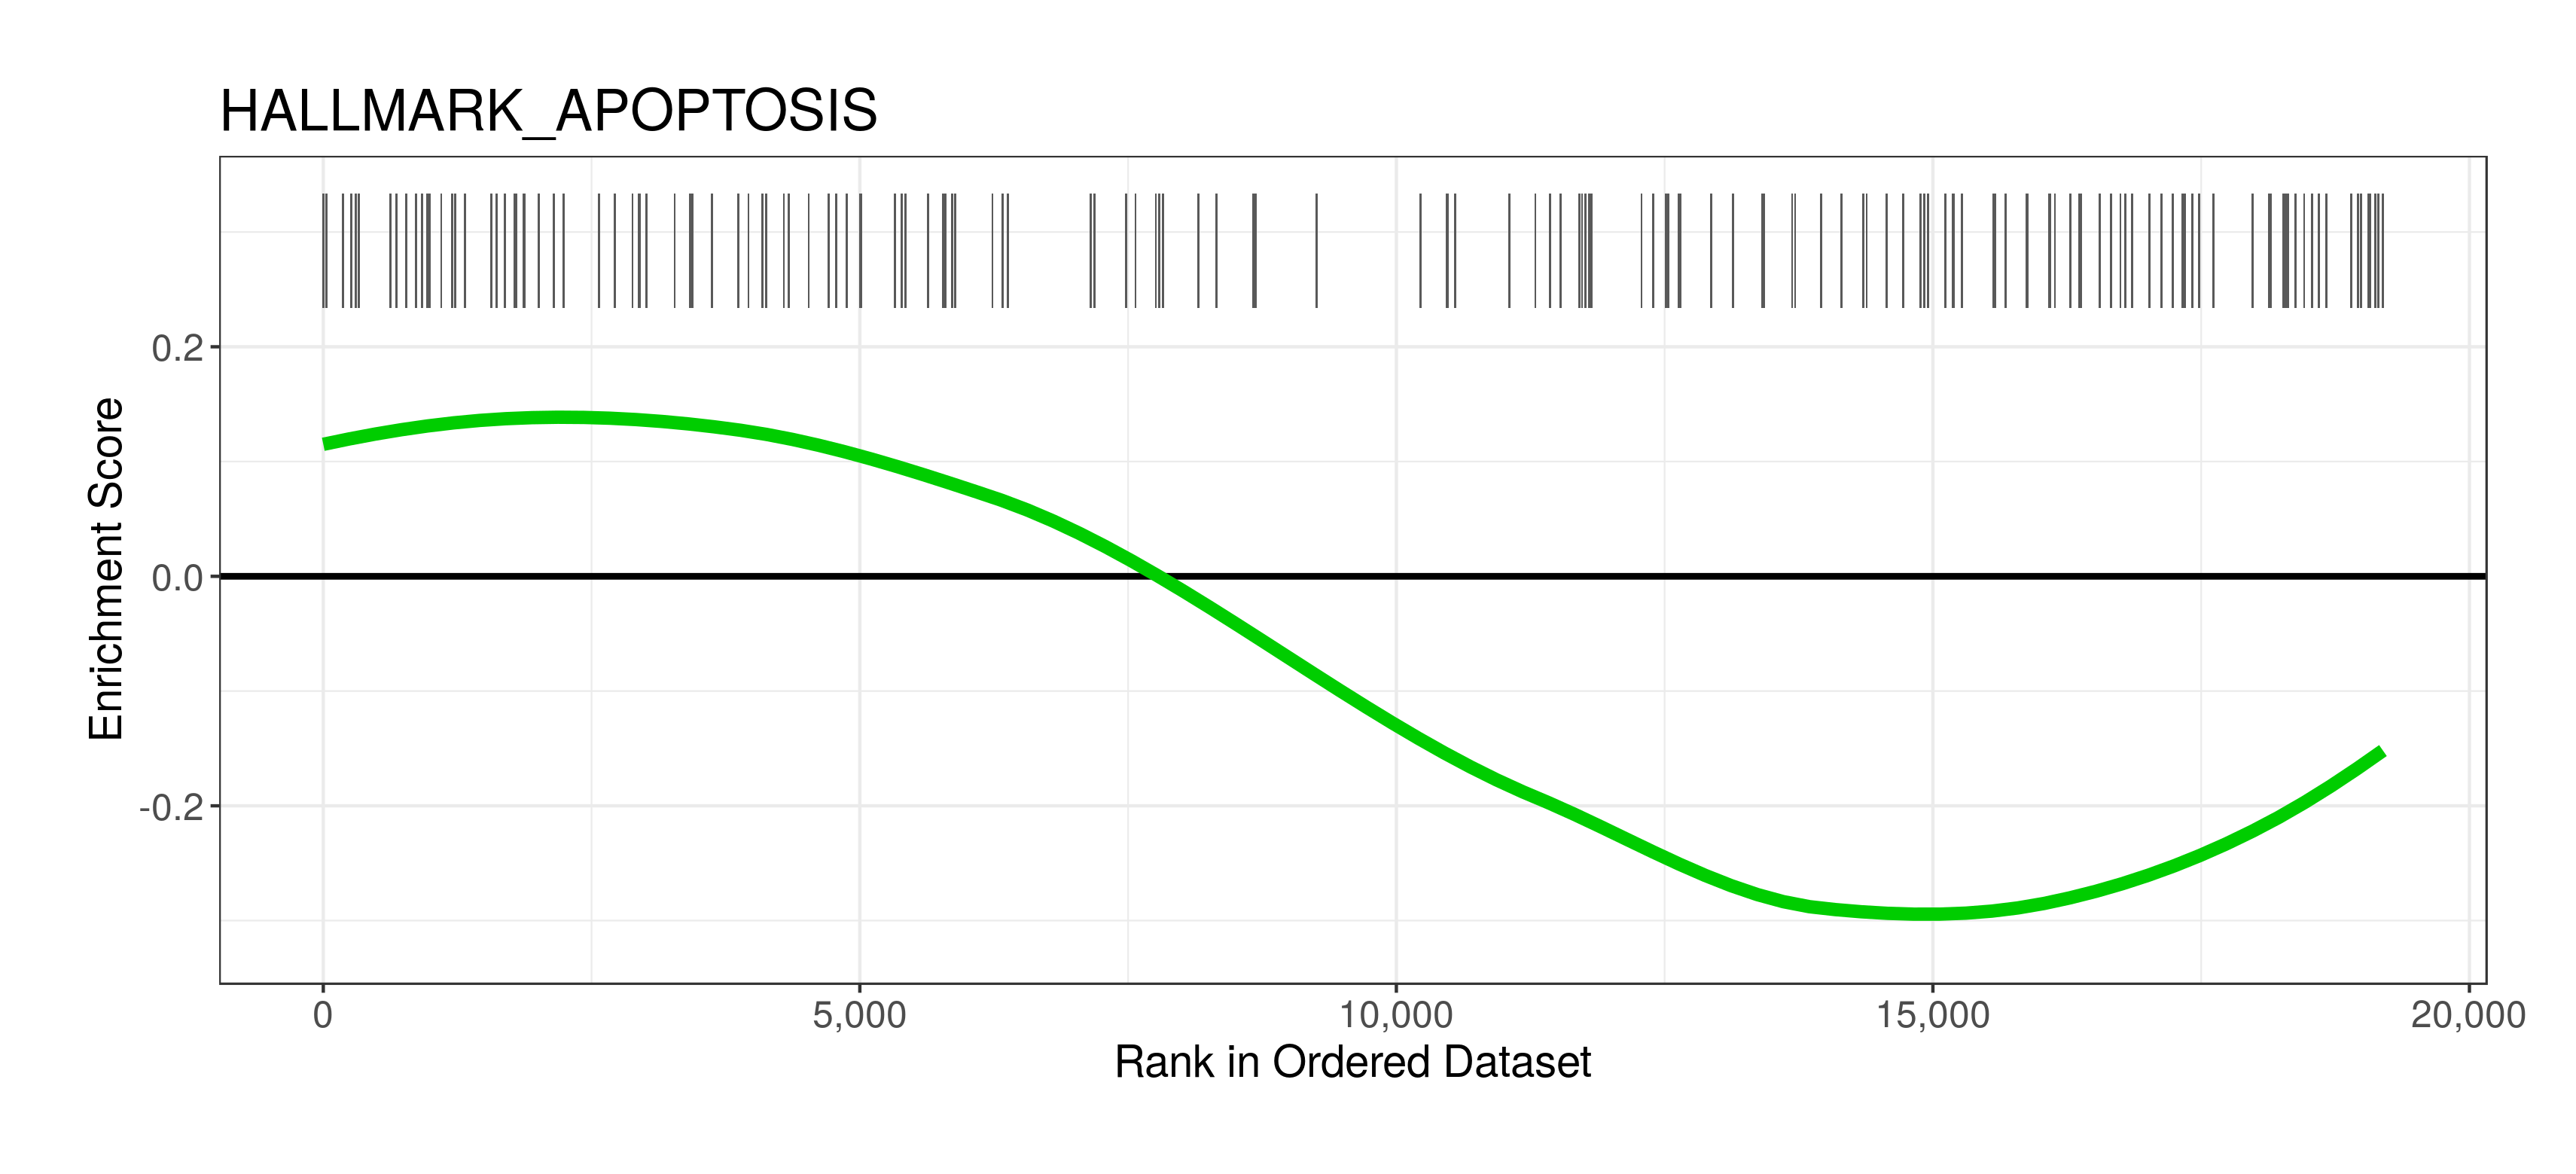 HALLMARK_APOPTOSIS
Enrichment Score
0.2
0.0
-0.2
0
5,000
10,000
15,000
20,000
Rank in Ordered Dataset